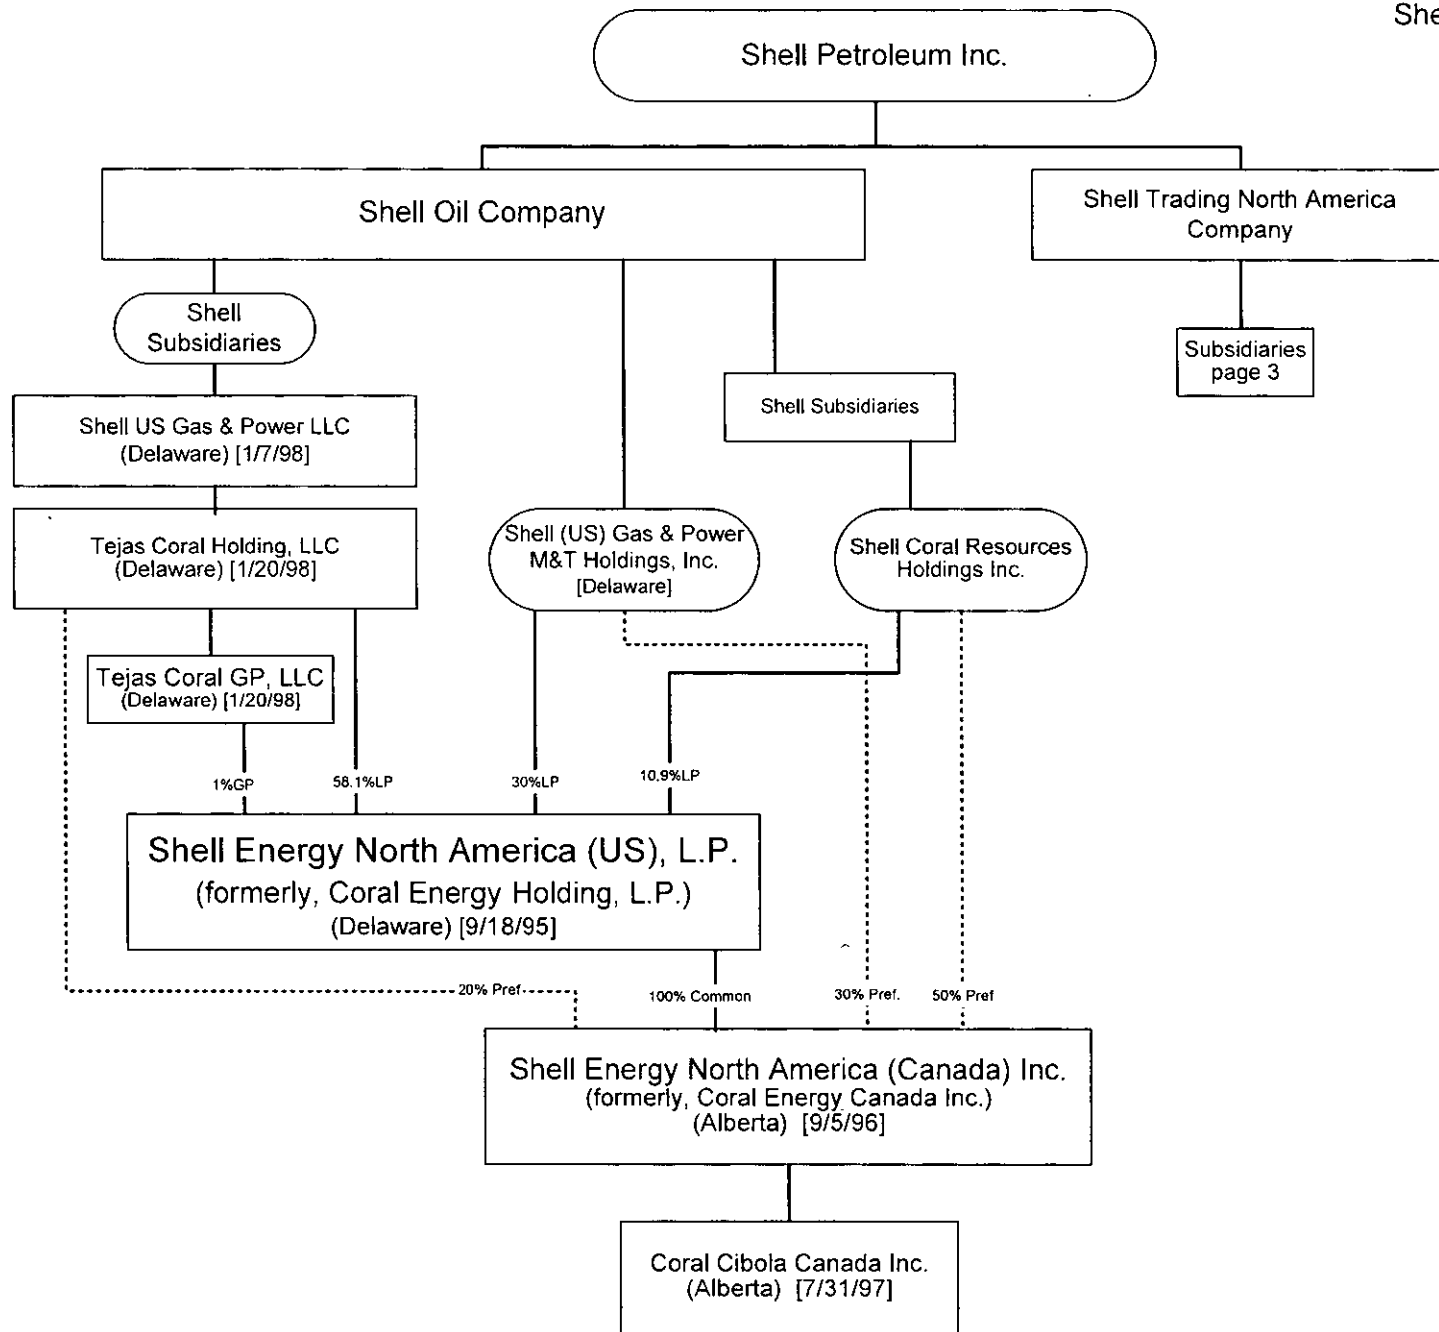 She
Shell Petroleum Inc.
Shell Oil Company
Shell Trading North America
Company
Shell
Subsidiaries
Subsidiaries
page 3
Shell US Gas & Power LLC
(Delaware) [1/7/98]
Shell Subsidiaries
Tejas Coral Holding, LLC
(Delaware) [1/20/98]
Shell (US) Gas & Power
M&T Holdings, Inc.
[Delaware]
Shell Coral Resources
Holdings Inc.
Tejas Coral GP, LLC
(Delaware) [1/20/98]
1%GP
58.1%LP
30%LP
10.9%LP
Shell Energy North America (US), L.P.
(formerly, Coral Energy Holding, L.P.)
(Delaware) [9/18/95]
20% Pref
100% Common
30% Pref.
50% Pref
Shell Energy North America (Canada) Inc.
(formerly, Coral Energy Canada Inc.)
(Alberta) [9/5/96]
Coral Cibola Canada Inc.
(Alberta) [7/31/97]